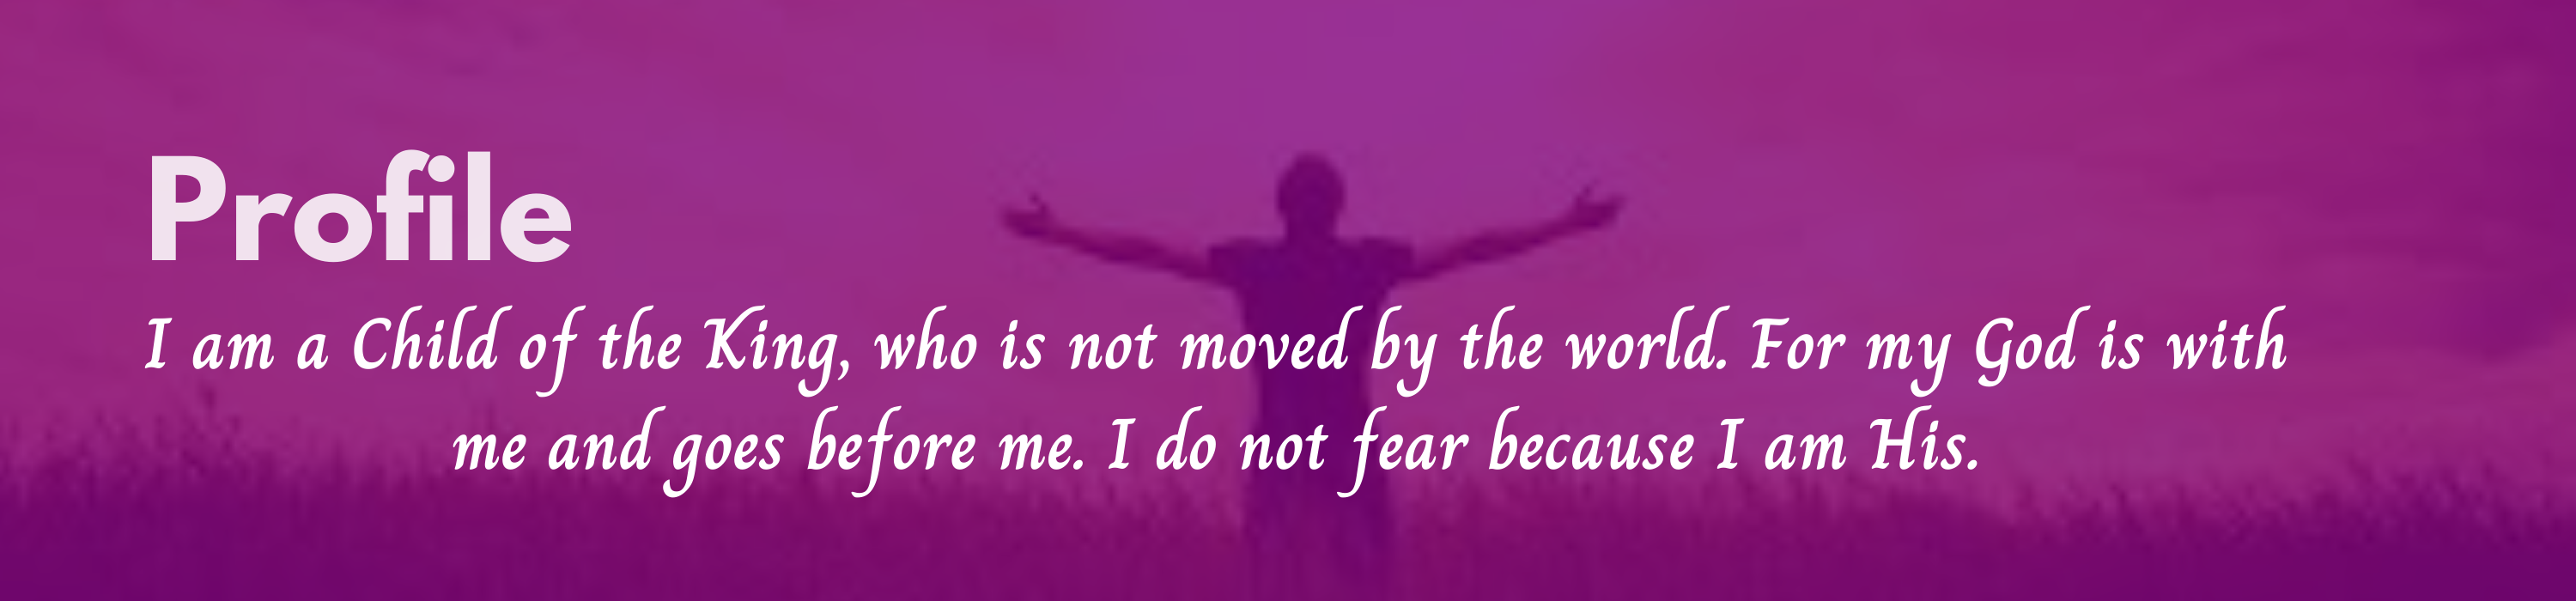 Profile
I am a Child of the King, who is not moved by the world. For my God is with
me and goes before me. I do not fear because I am His.